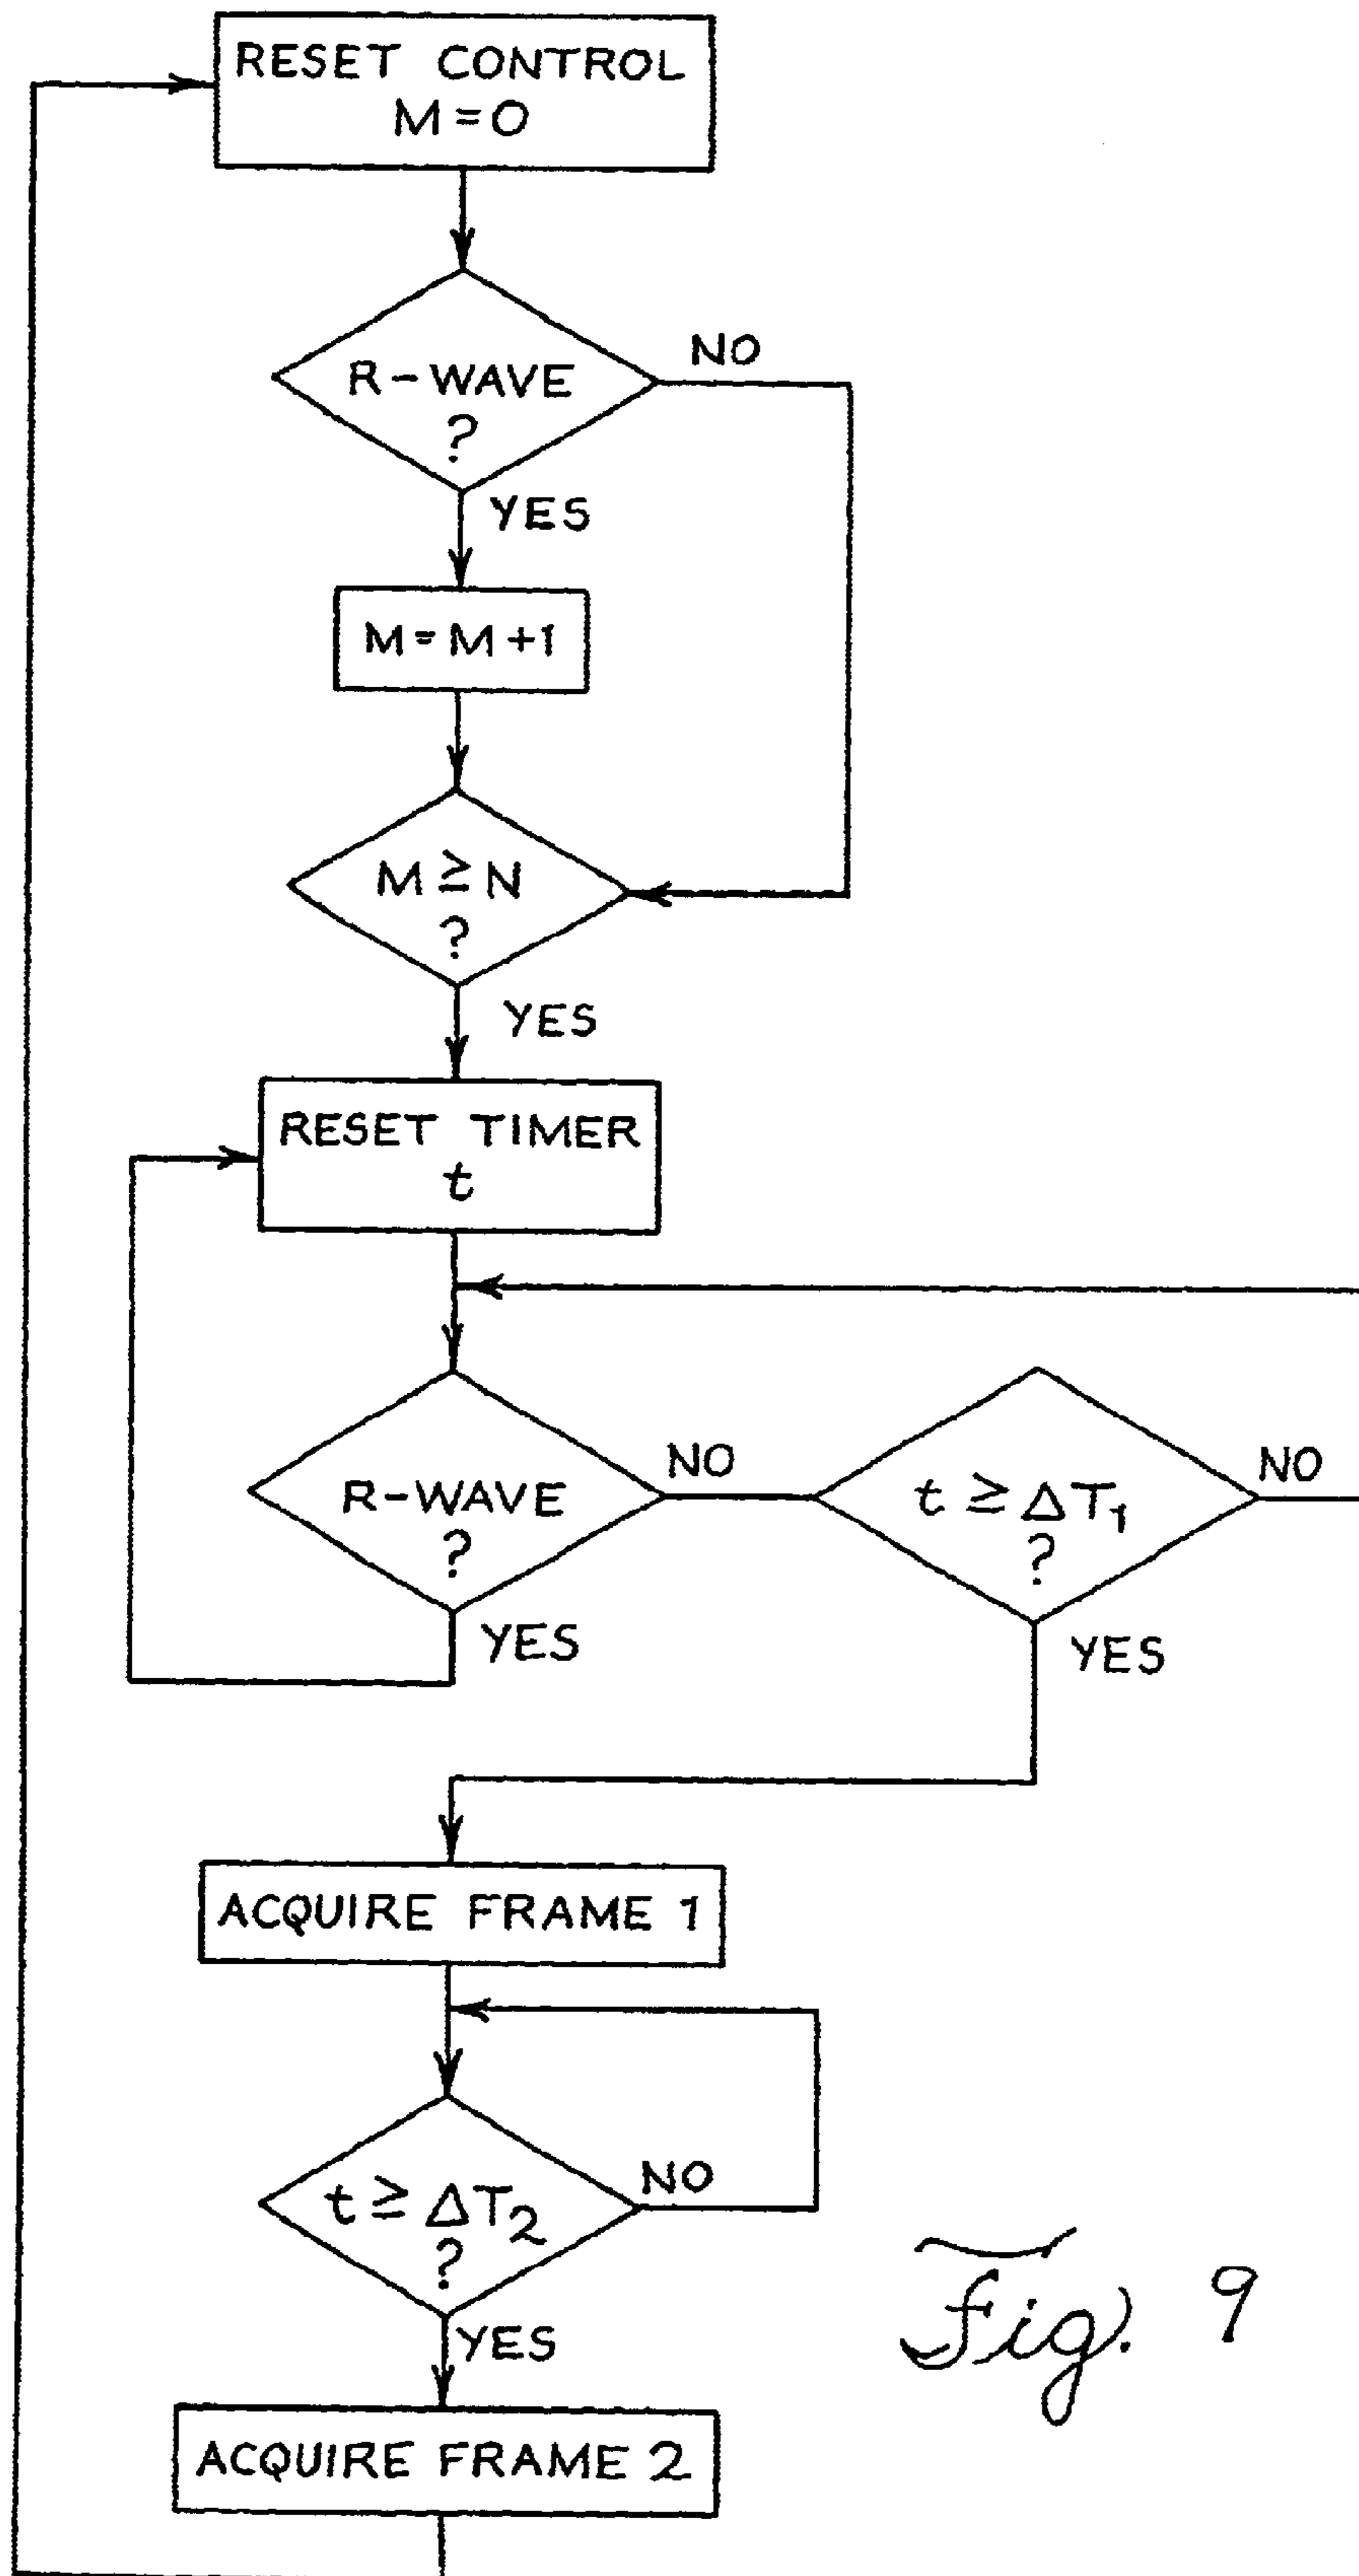 RESET CONTROL
M = 0
R-WAVE
?
NO
YES
M = M + 1
M ≥ N
?
YES
RESET TIMER
t
R-WAVE
?
NO
YES
t ≥ ΔT₁
?
NO
YES
ACQUIRE FRAME 1
t ≥ ΔT₂
?
NO
YES
ACQUIRE FRAME 2
Fig. 9